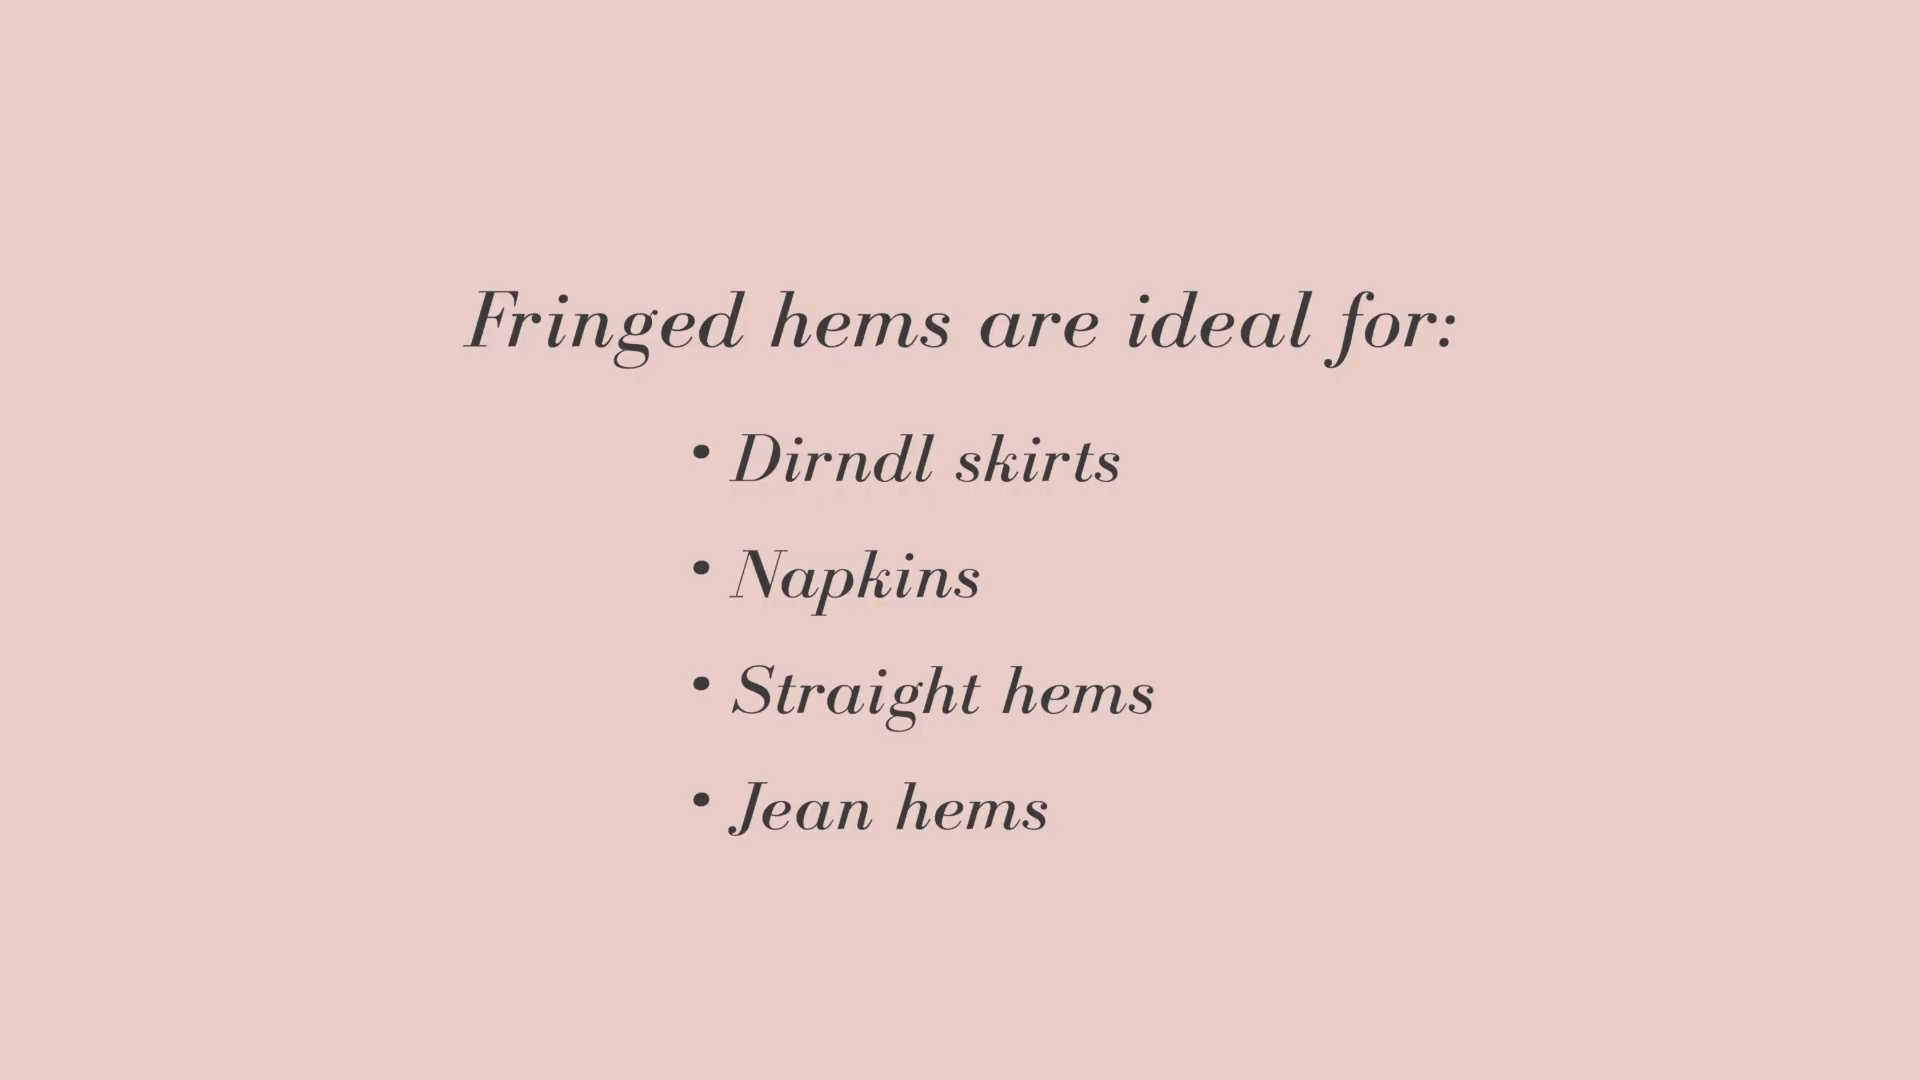 Fringed hems are ideal for:
• Dirndl skirts
• Napkins
• Straight hems
• Jean hems